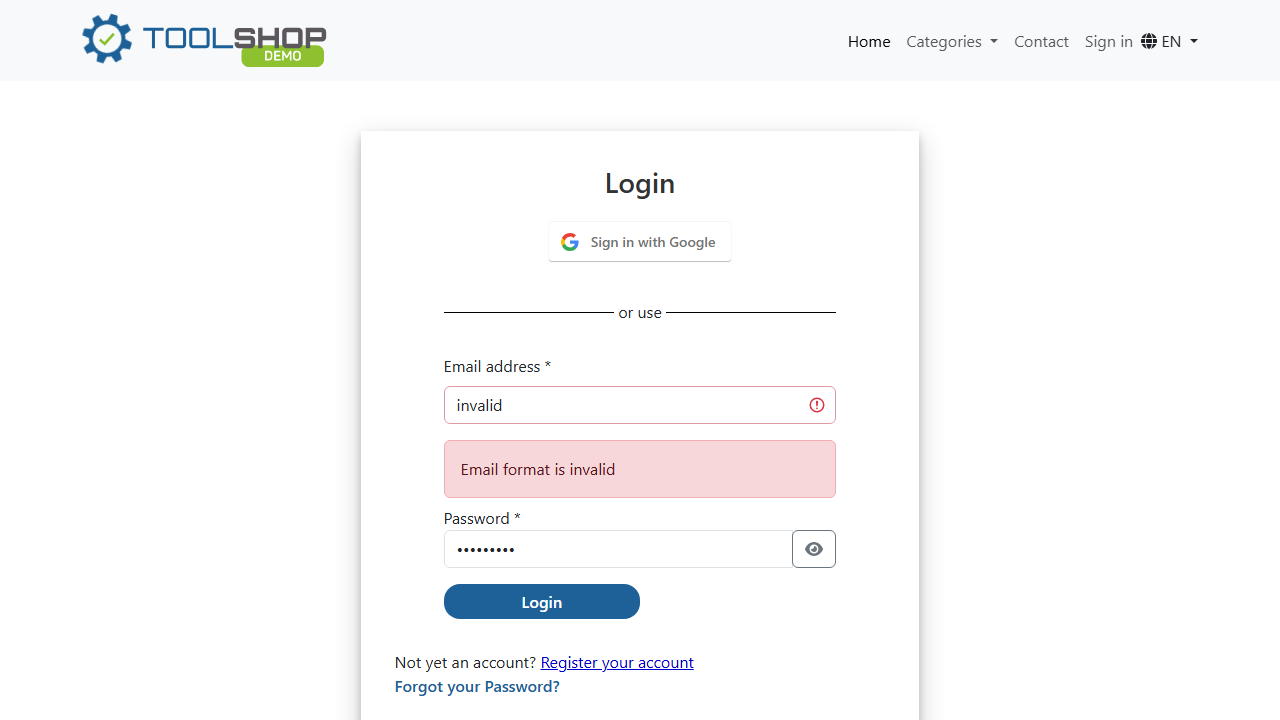 TOOLSHOP
DEMO
Home Categories Contact Sign in EN
Login
Sign in with Google
or use
Email address *
invalid
Email format is invalid
Password *
•••••••••
Login
Not yet an account? Register your account
Forgot your Password?